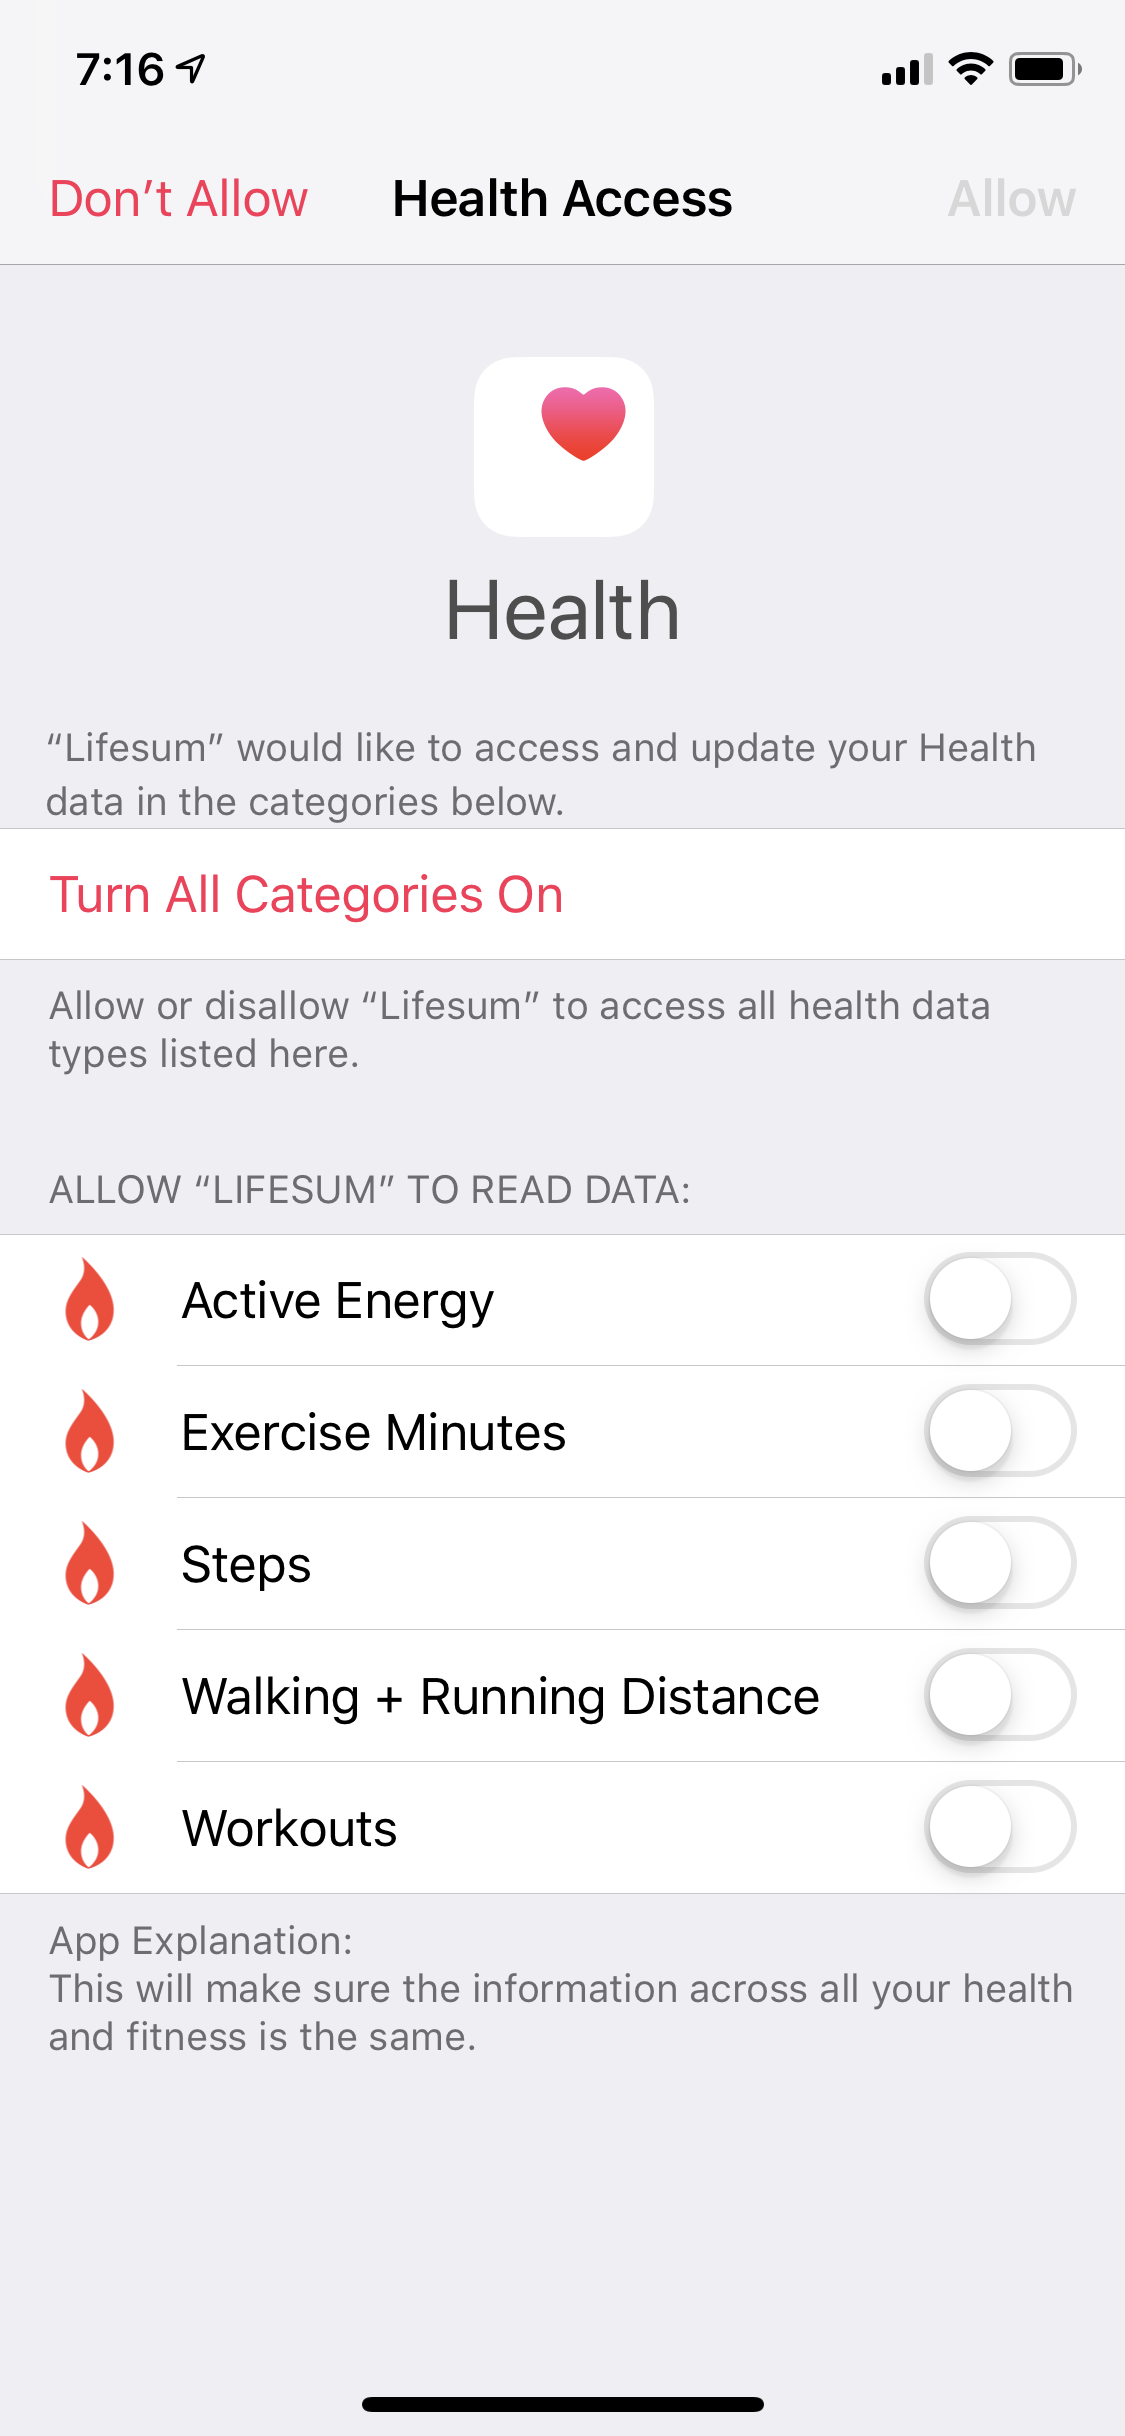 7:16
Don’t Allow Health Access Allow
Health
“Lifesum” would like to access and update your Health
data in the categories below.
Turn All Categories On
Allow or disallow “Lifesum” to access all health data
types listed here.
ALLOW “LIFESUM” TO READ DATA:
Active Energy
Exercise Minutes
Steps
Walking + Running Distance
Workouts
App Explanation:
This will make sure the information across all your health
and fitness is the same.